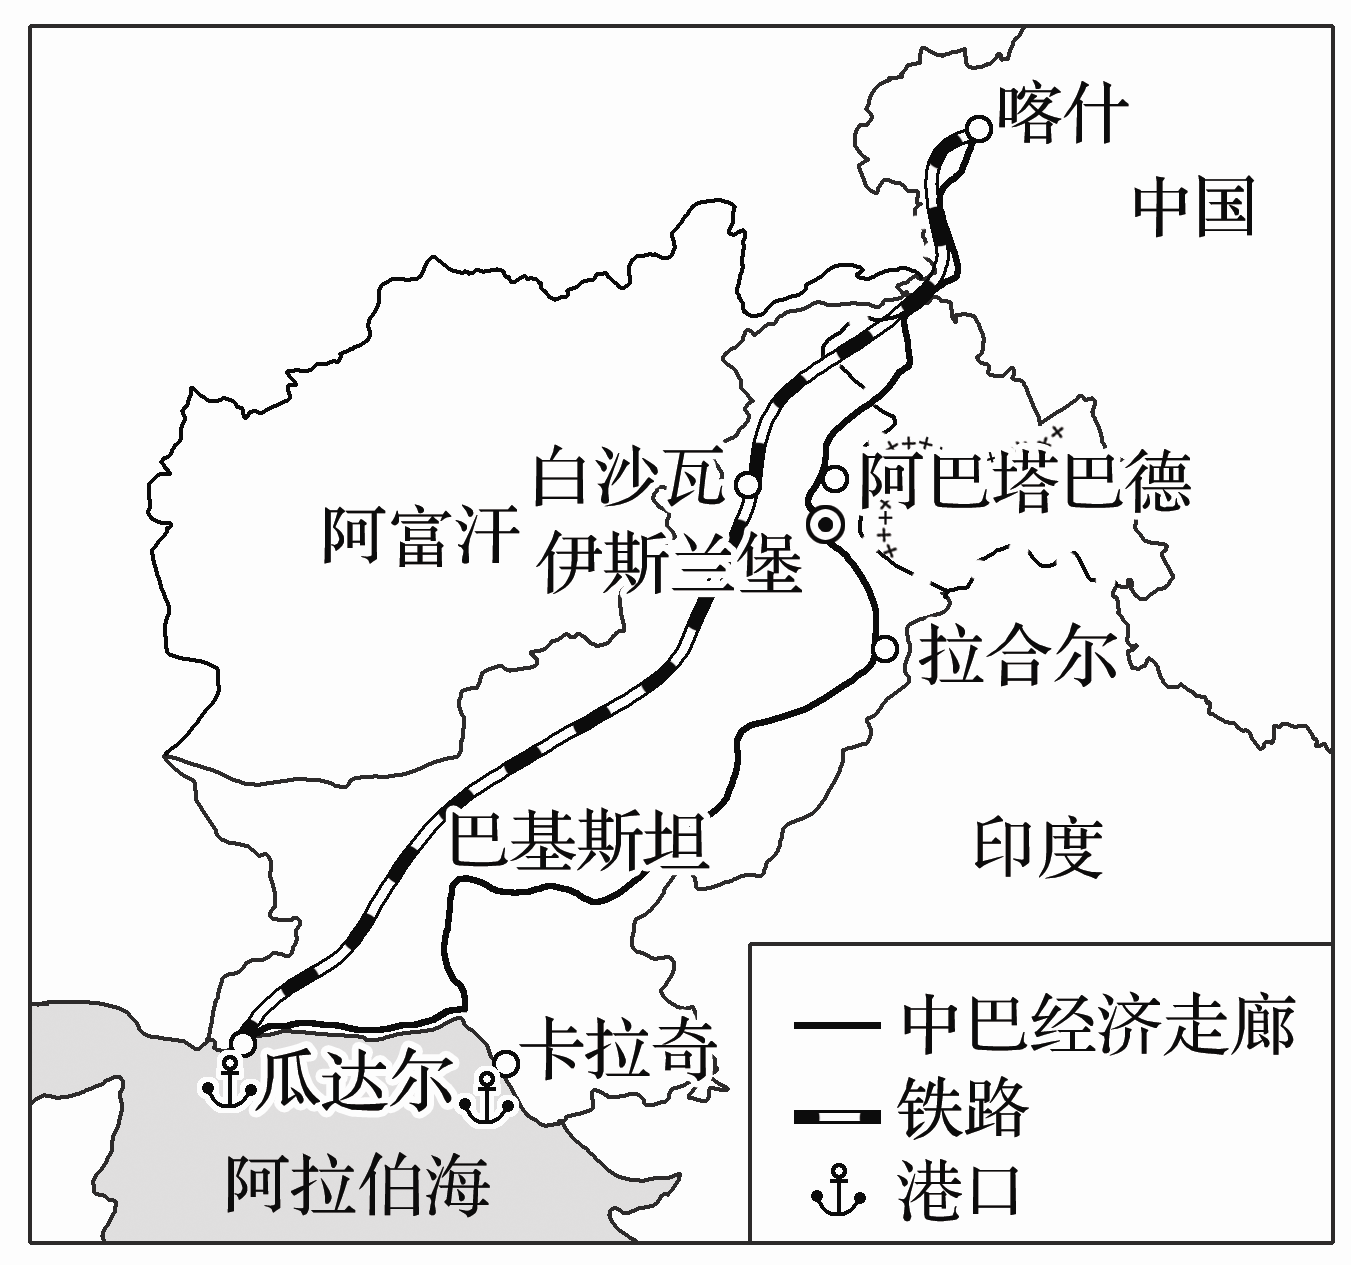 喀什
中国
白沙瓦
阿巴塔巴德
阿富汗
伊斯兰堡
拉合尔
巴基斯坦
印度
中巴经济走廊
卡拉奇
瓜达尔
铁路
阿拉伯海
港口